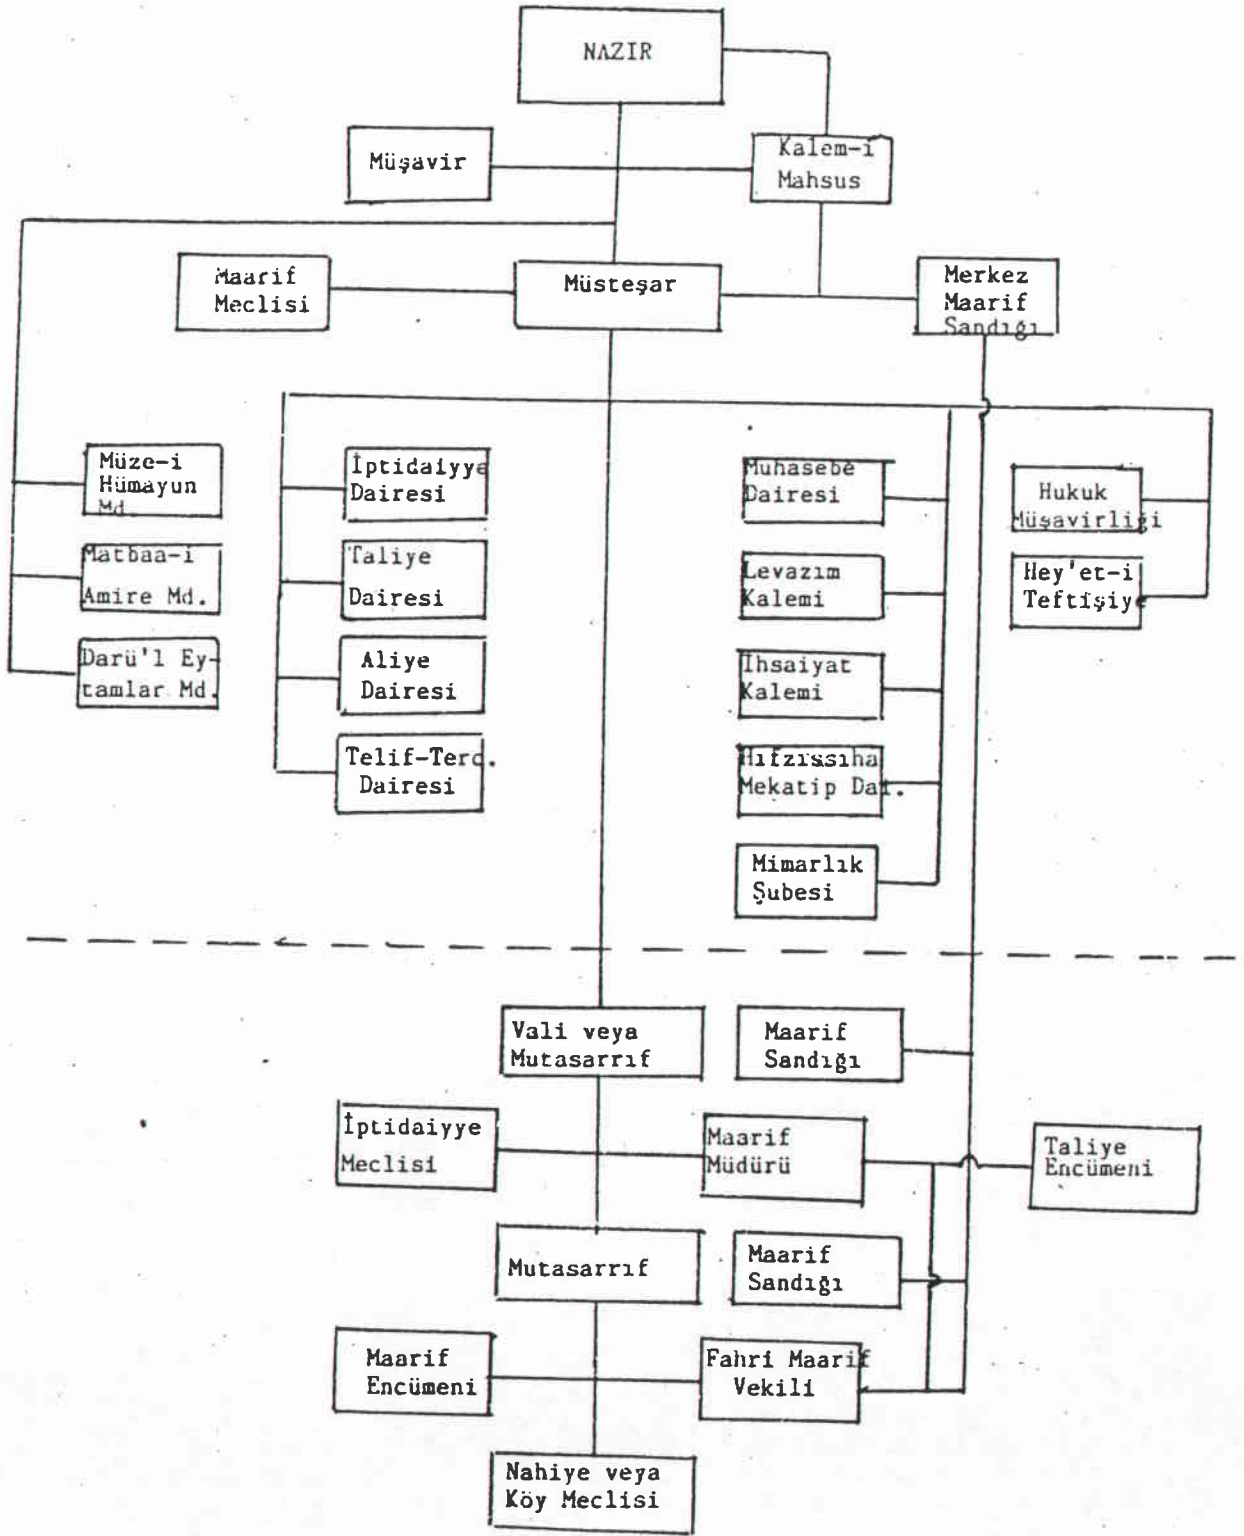 NAZIR
Müşavir
Kalem-i
Mahsus
Maarif
Meclisi
Müsteşar
Merkez
Maarif
Sandığı
Müze-i
Hümayun
Md.
Matbaa-i
Amire Md.
Darü'l Ey-
tamlar Md.
İptidaiyye
Dairesi
Taliye
Dairesi
Aliye
Dairesi
Telif-Terc.
Dairesi
Muhasebe
Dairesi
Levazım
Kalemi
İhsaiyat
Kalemi
Hıfzıssıha
Mekatip Dai.
Mimarlık
Şubesi
Hukuk
Müşavirliği
Hey'et-i
Teftişiye
Vali veya
Mutasarrıf
Maarif
Sandığı
İptidaiyye
Meclisi
Maarif
Müdürü
Taliye
Encümeni
Mutasarrıf
Maarif
Sandığı
Maarif
Encümeni
Fahri Maarif
Vekili
Nahiye veya
Köy Meclisi